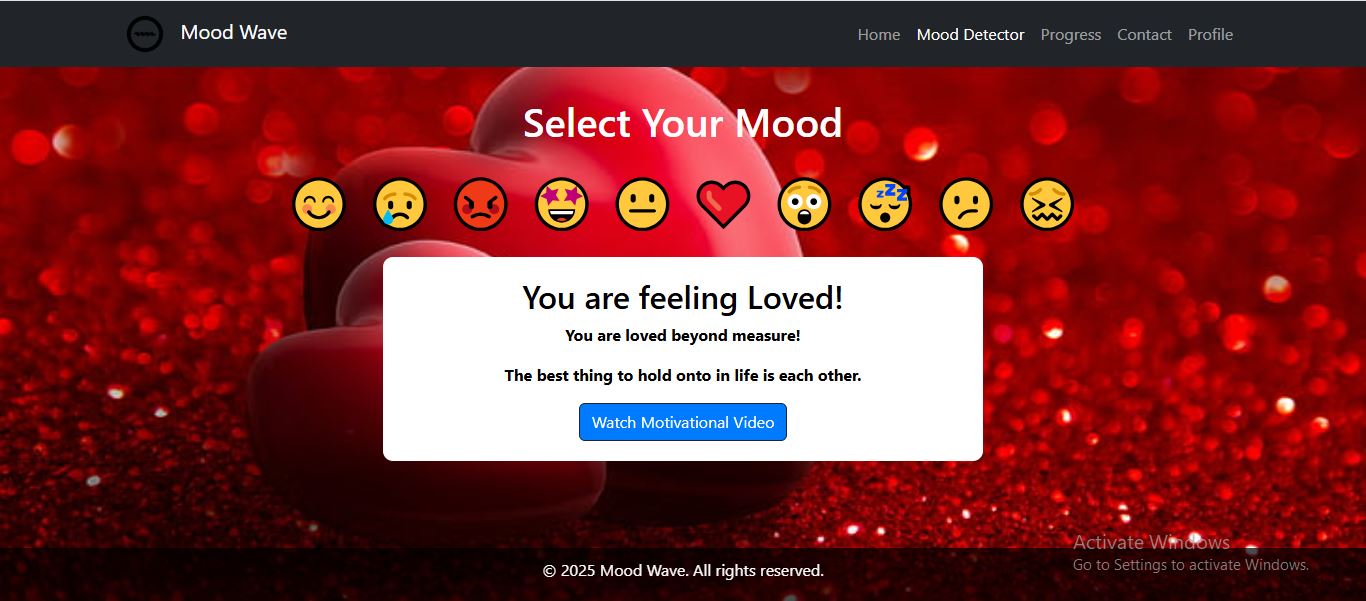 Mood Wave
Home Mood Detector Progress Contact Profile
Select Your Mood
You are feeling Loved!
You are loved beyond measure!
The best thing to hold onto in life is each other.
Watch Motivational Video
Activate Windows
Go to Settings to activate Windows.
© 2025 Mood Wave. All rights reserved.